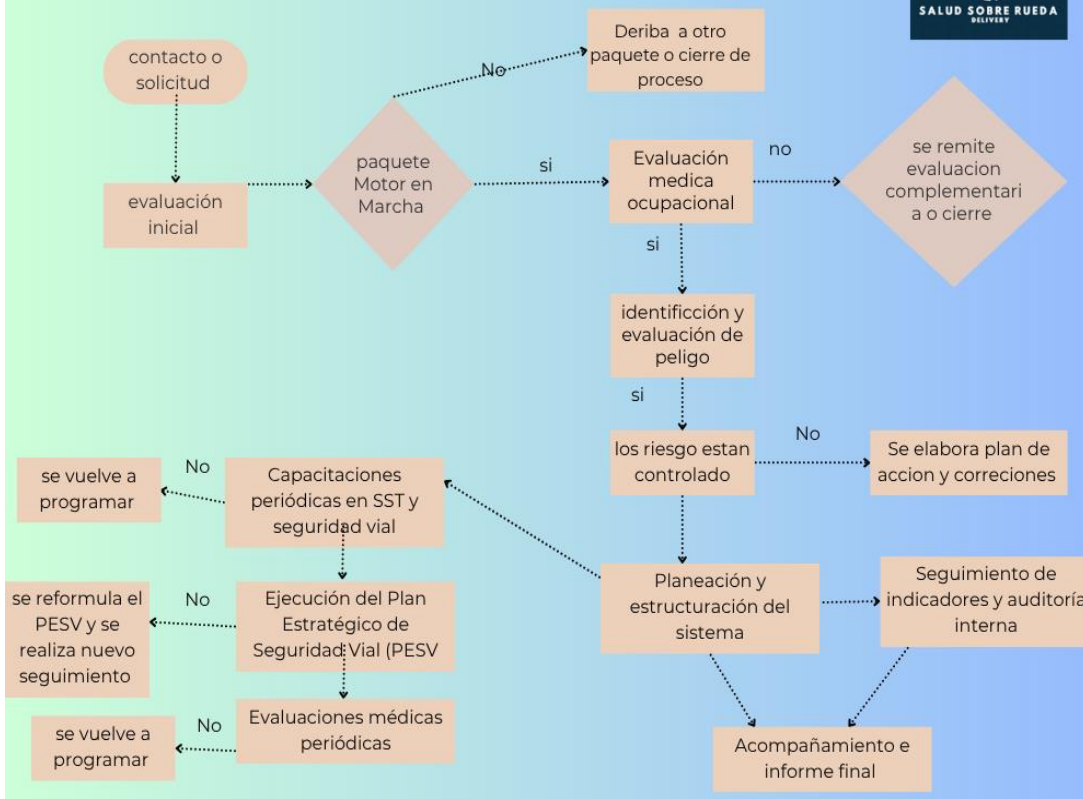 SALUD SOBRE RUEDA
DELIVERY
contacto o
solicitud
evaluación
inicial
paquete
Motor en
Marcha
No
Deriba a otro
paquete o cierre de
proceso
si
Evaluación
medica
ocupacional
no
se remite
evaluacion
complementari
a o cierre
si
identificción y
evaluación de
peligo
si
los riesgo estan
controlado
No
Se elabora plan de
accion y correciones
Planeación y
estructuración del
sistema
Seguimiento de
indicadores y auditoría
interna
Acompañamiento e
informe final
Capacitaciones
periódicas en SST y
seguridad vial
No
se vuelve a
programar
Ejecución del Plan
Estratégico de
Seguridad Vial (PESV
No
se reformula el
PESV y se
realiza nuevo
seguimiento
Evaluaciones médicas
periódicas
No
se vuelve a
programar